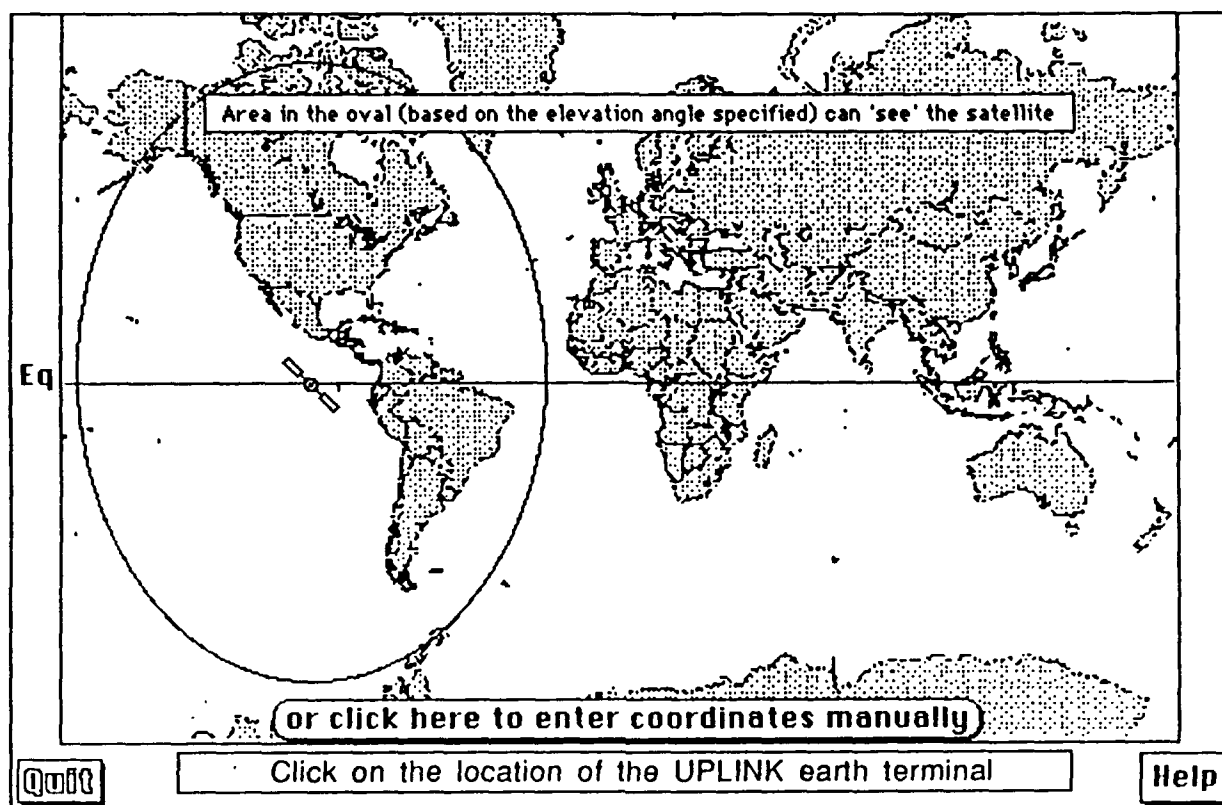 Area in the oval (based on the elevation angle specified) can 'see' the satellite
Eq
or click here to enter coordinates manually
Quit
Click on the location of the UPLINK earth terminal
Help